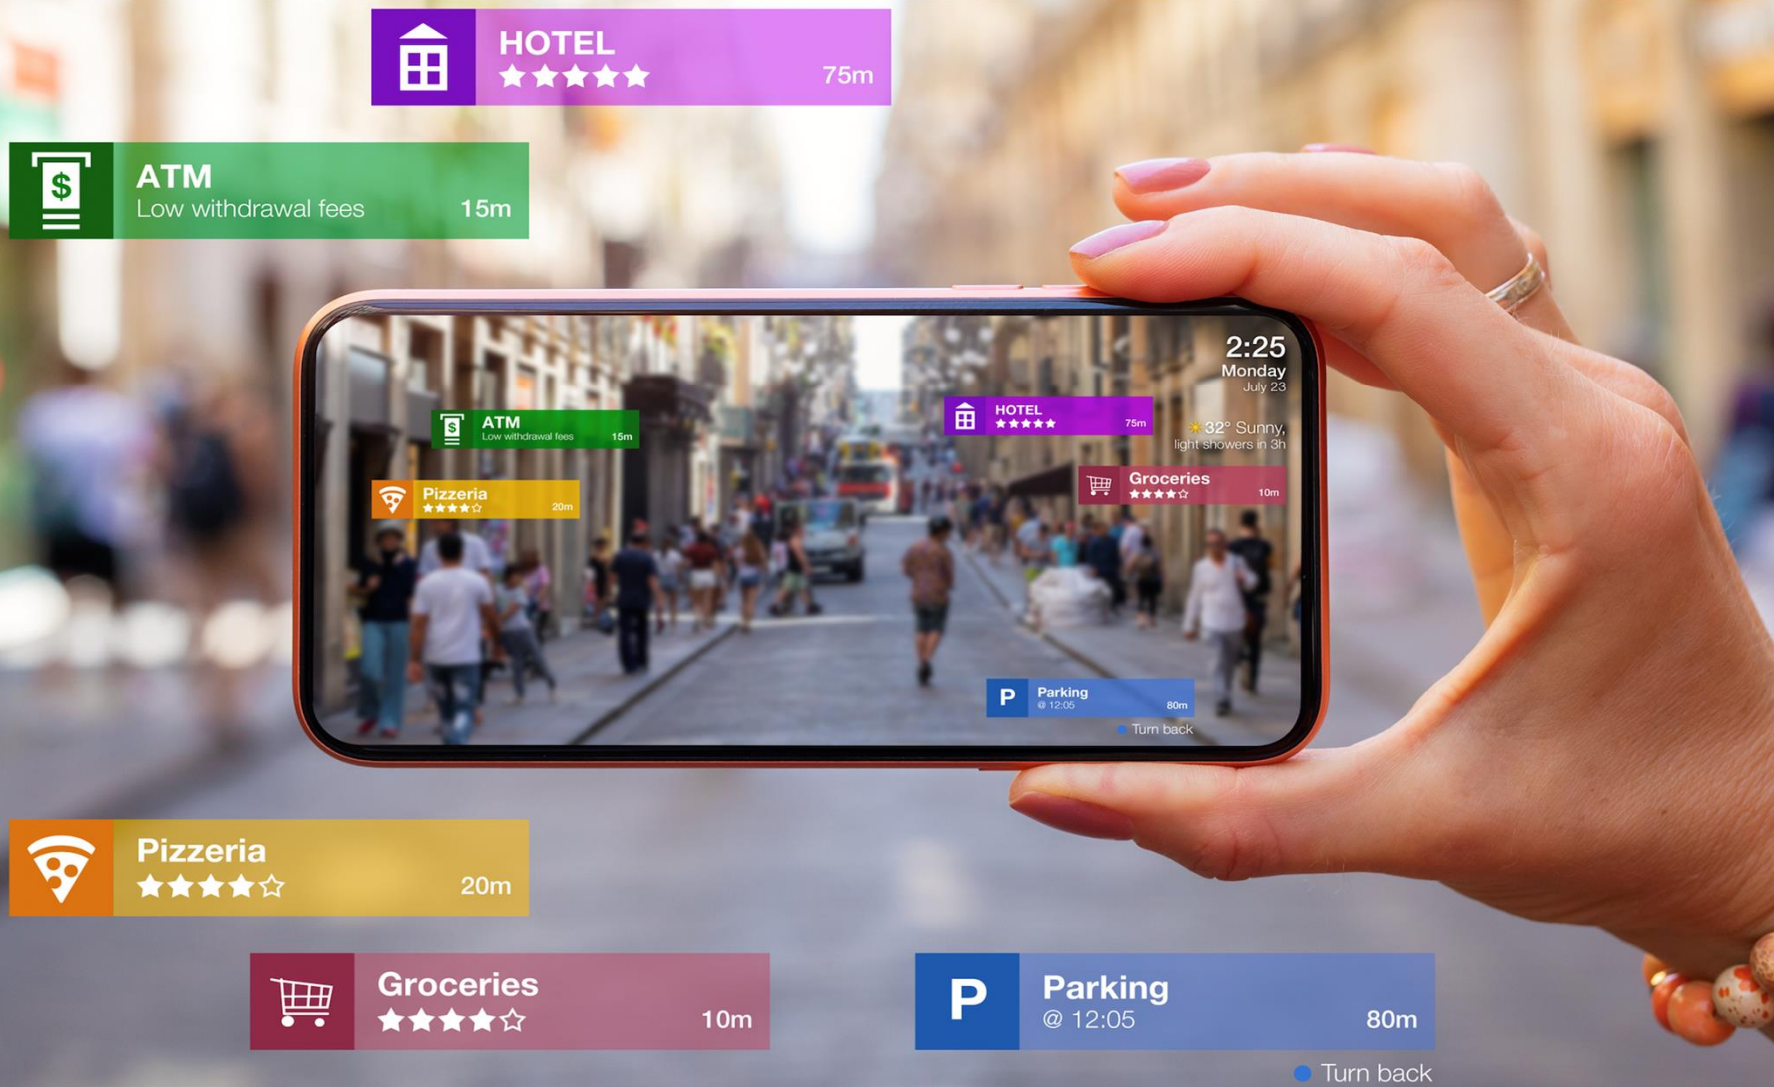 HOTEL
★★★★★ 75m
$
ATM
Low withdrawal fees 15m
2:25
Monday
July 23
32° Sunny,
light showers in 3h
HOTEL
★★★★★ 75m
$
ATM
Low withdrawal fees 15m
Groceries
★★★★☆ 10m
Pizzeria
★★★★☆ 20m
P
Parking
@ 12:05 80m
Turn back
Pizzeria
★★★★☆ 20m
Groceries
★★★★☆ 10m
P
Parking
@ 12:05 80m
Turn back